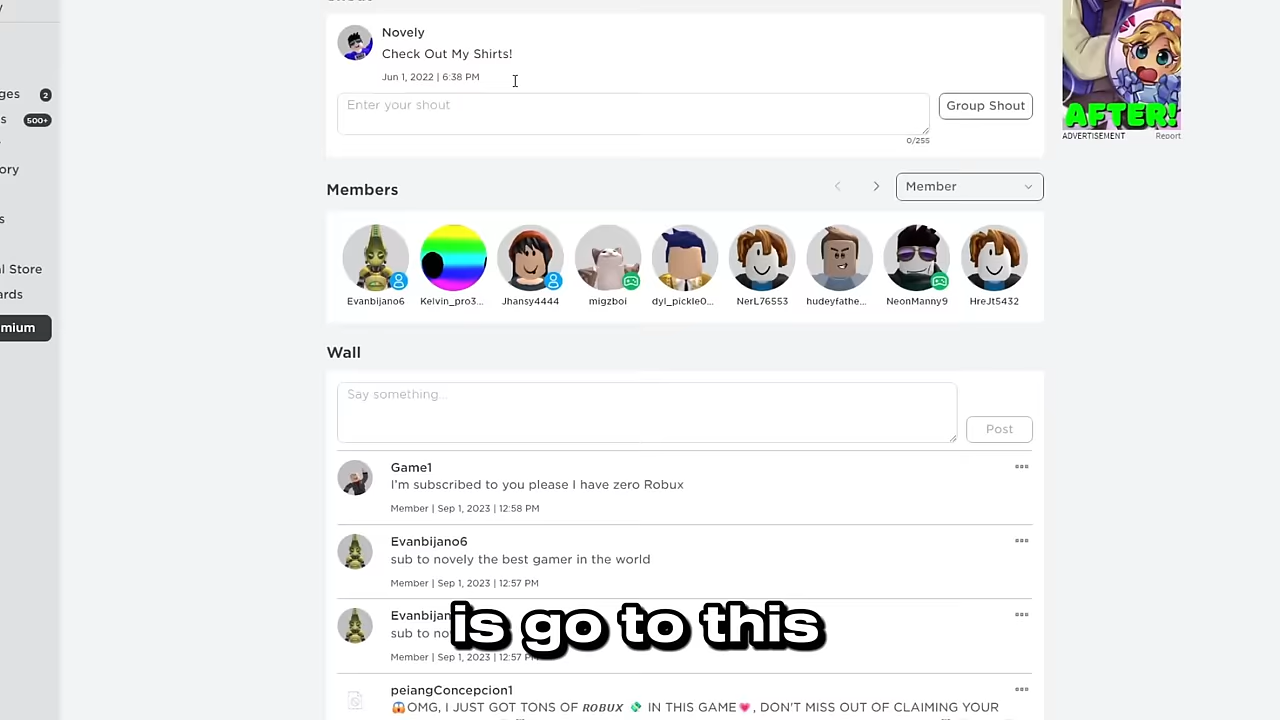 Novely
Check Out My Shirts!
Jun 1, 2022 | 6:38 PM
Enter your shout
Group Shout
0/255
AFTER!
ADVERTISEMENT
Report
ges
2
s
500+
ory
s
l Store
ards
mium
Members
Member
Evanbijano6
Kelvin_pro3...
Jhansy4444
migzboi
dyl_pickle0...
NerL76553
hudeyfathe...
NeonManny9
HreJt5432
Wall
Say something...
Post
Game1
I'm subscribed to you please I have zero Robux
Member | Sep 1, 2023 | 12:58 PM
Evanbijano6
sub to novely the best gamer in the world
Member | Sep 1, 2023 | 12:57 PM
Evanbijan
sub to no
is go to this
Member | Sep 1, 2023 | 12:57 PM
peiangConcepcion1
😱OMG, I JUST GOT TONS OF ROBUX 💸 IN THIS GAME💗, DON'T MISS OUT OF CLAIMING YOUR